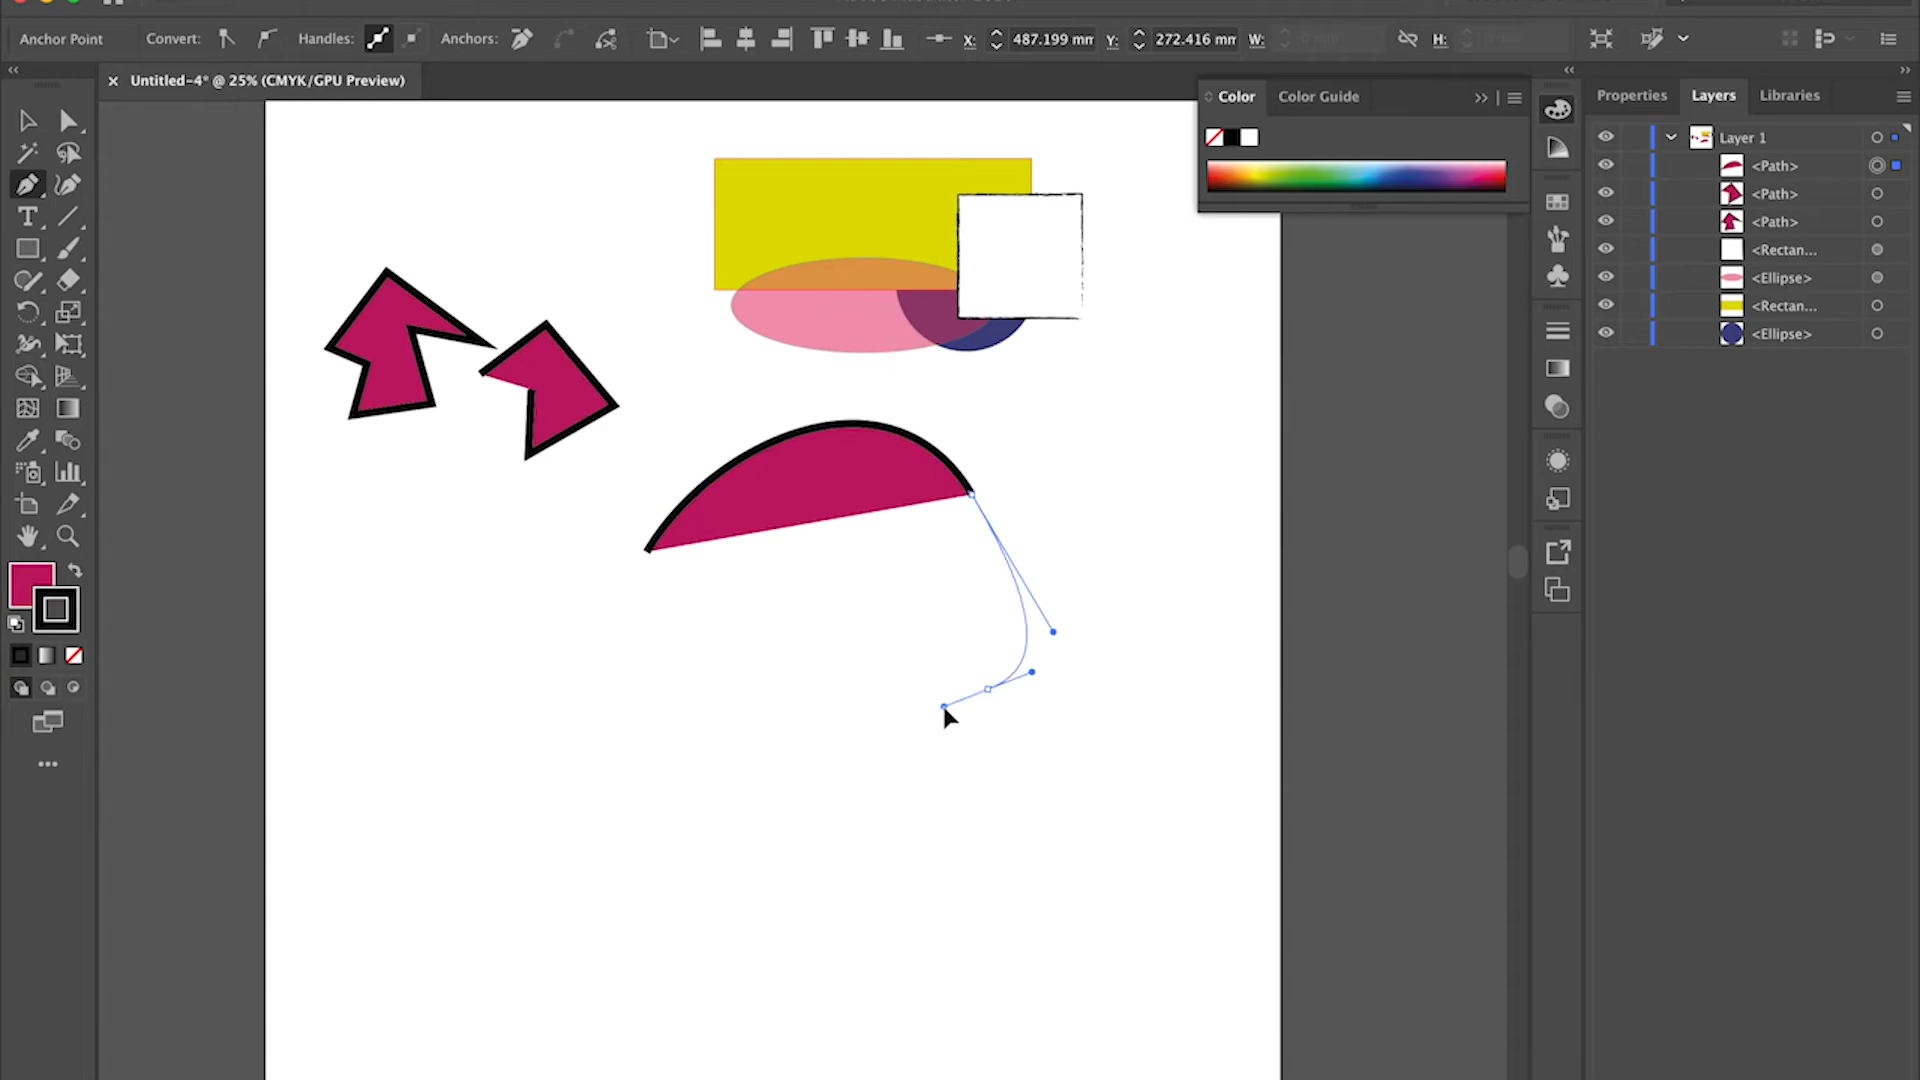 Anchor Point Convert: Handles: Anchors: X: 487.199 mm Y: 272.416 mm W: H:
× Untitled-4* @ 25% (CMYK/GPU Preview)
Color Color Guide
Properties Layers Libraries
Layer 1
<Path>
<Path>
<Path>
<Rectan...
<Ellipse>
<Rectan...
<Ellipse>